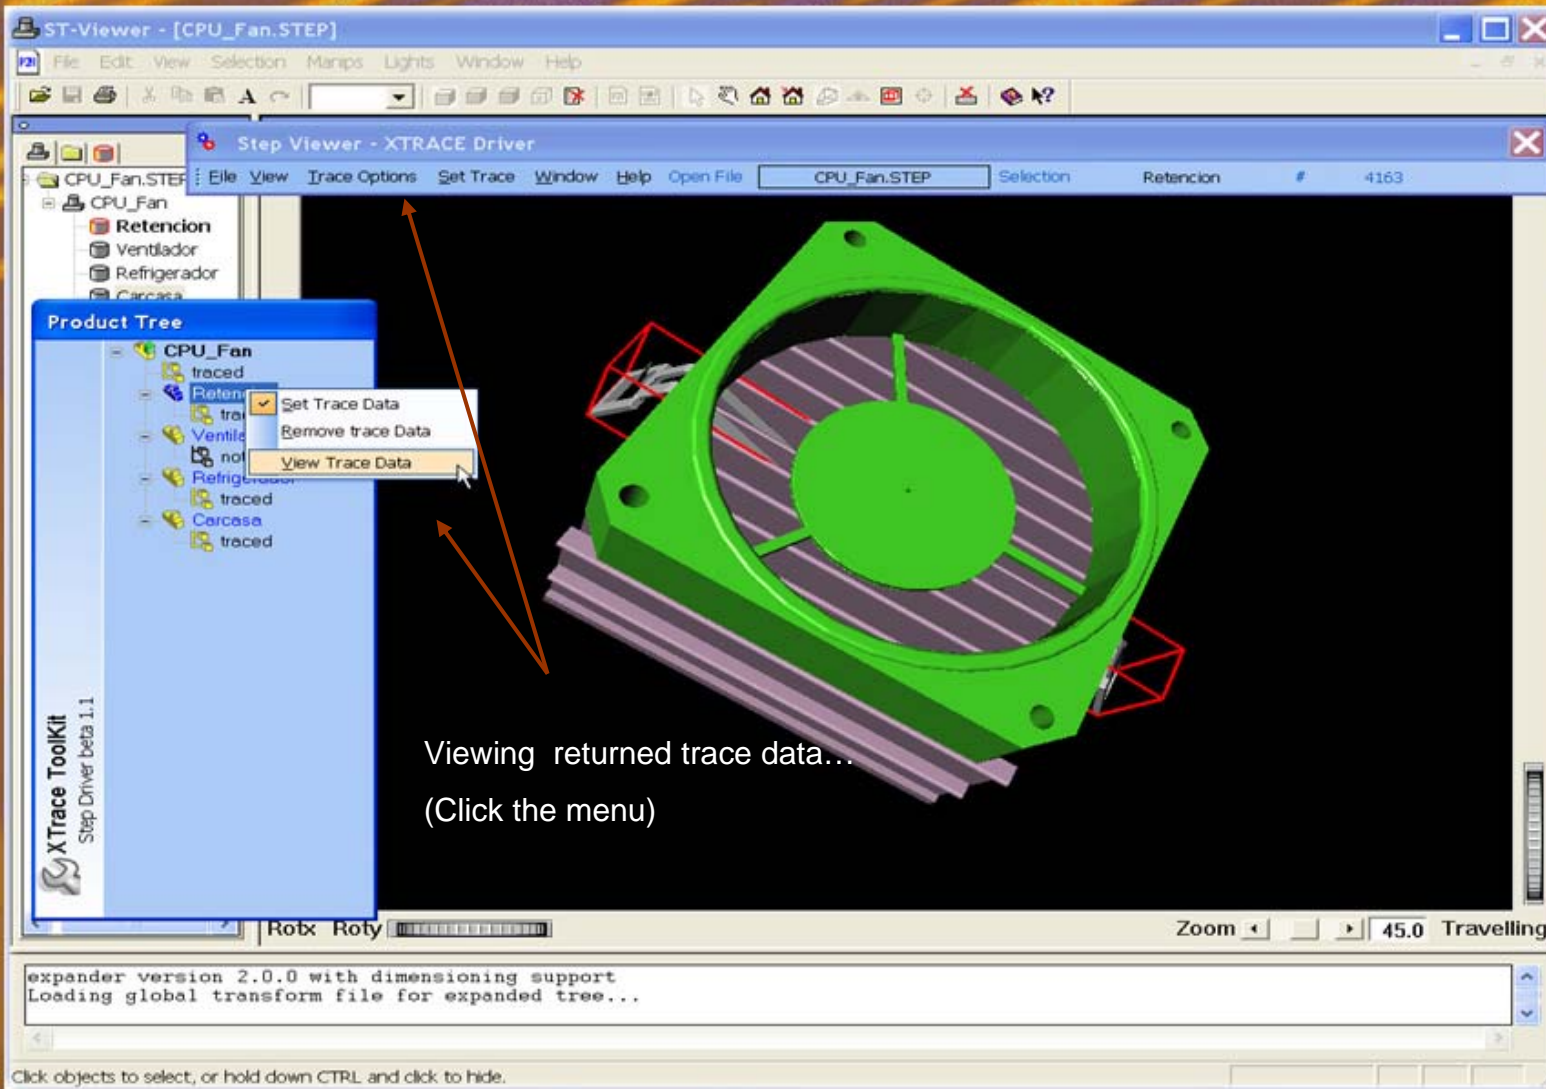 ST-Viewer - [CPU_Fan.STEP]
File Edit View Selection Manips Lights Window Help
Step Viewer - XTRACE Driver
File View Trace Options Set Trace Window Help Open File CPU_Fan.STEP Selection Retencion # 4163
CPU_Fan.STEP
CPU_Fan
Retencion
Ventilador
Refrigerador
Carcasa
Product Tree
CPU_Fan
traced
Set Trace Data
Remove trace Data
View Trace Data
Refrigerador
traced
Carcasa
traced
XTrace ToolKit
Step Driver beta 1.1
Viewing returned trace data...
(Click the menu)
Rotx Roty
Zoom 45.0 Travelling
expander version 2.0.0 with dimensioning support
Loading global transform file for expanded tree...
Click objects to select, or hold down CTRL and click to hide.